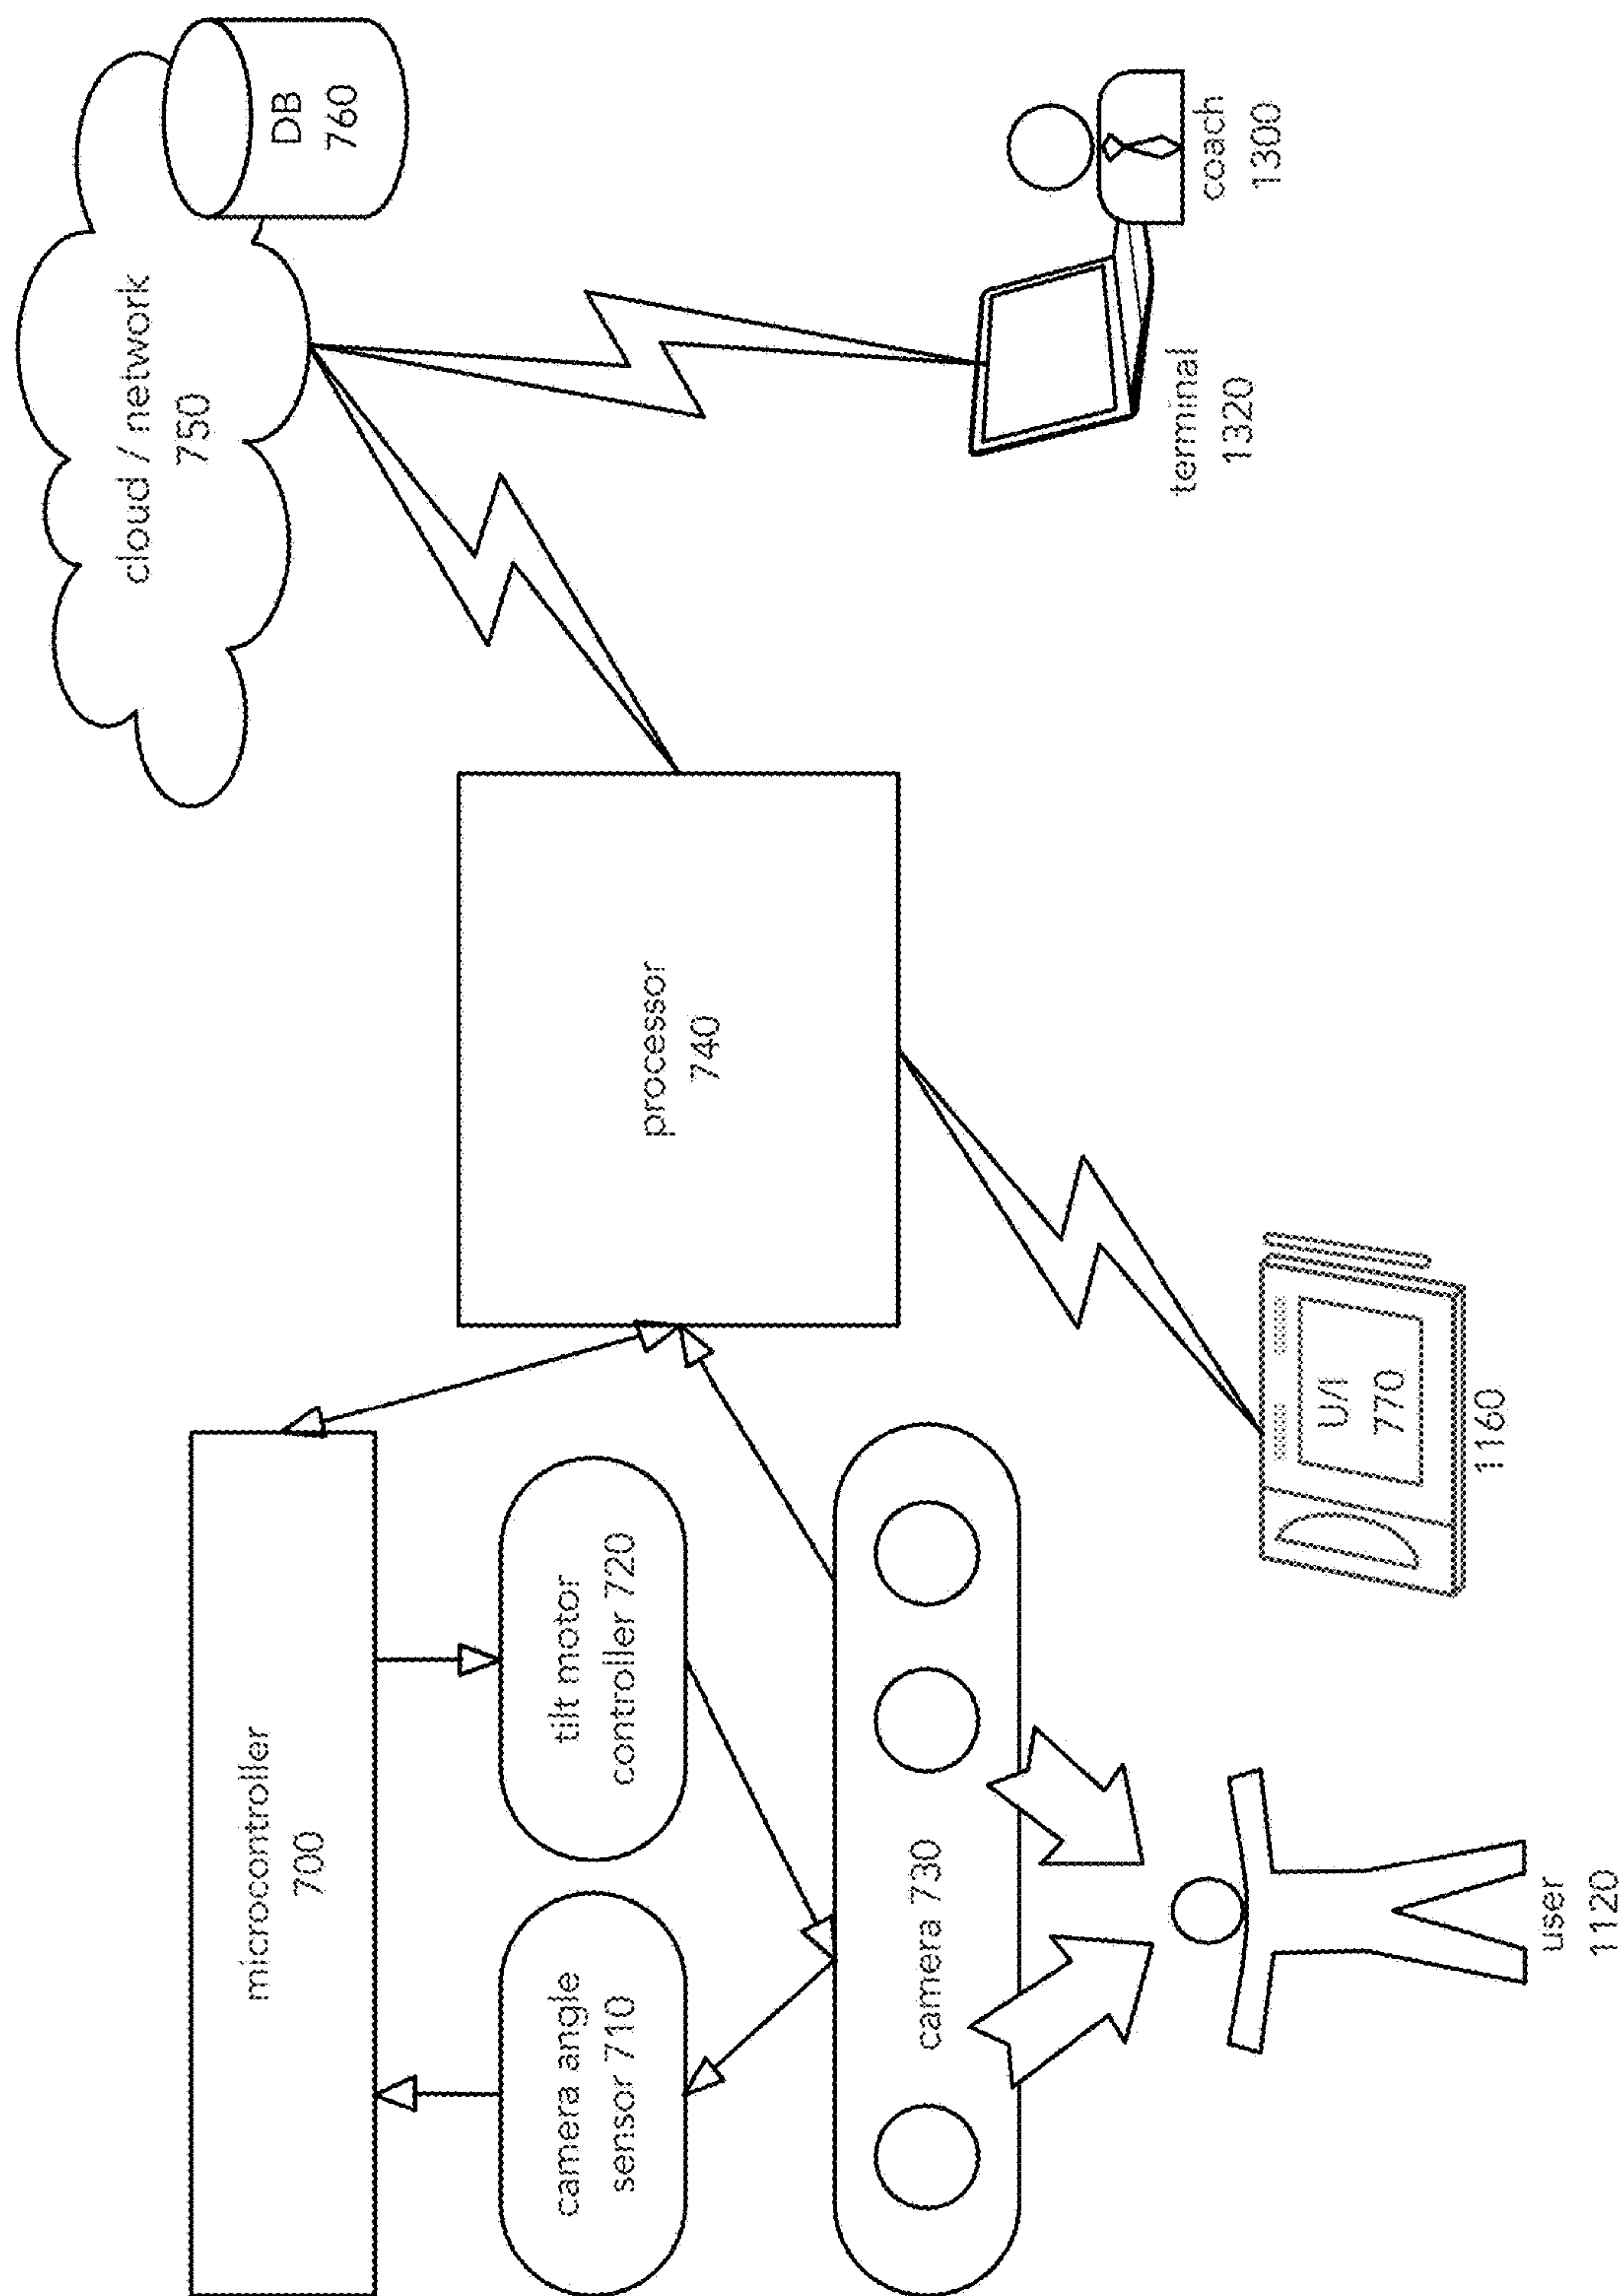 microcontroller
700
camera angle
sensor 710
tilt motor
controller 720
camera 730
user
1120
processor
740
U/I
770
1160
cloud / network
750
DB
760
terminal
1320
coach
1300